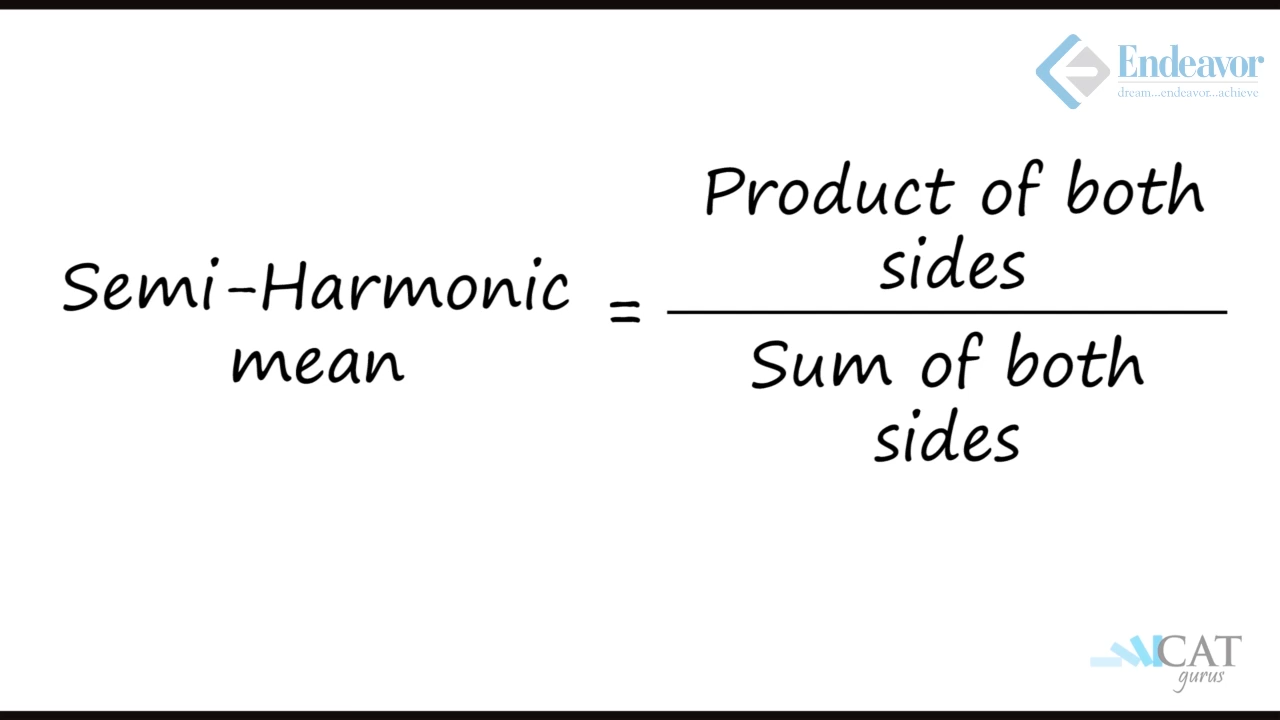 Endeavor
dream...endeavor...achieve
Product of both
sides
Semi-Harmonic
mean
=
Sum of both
sides
CAT
gurus